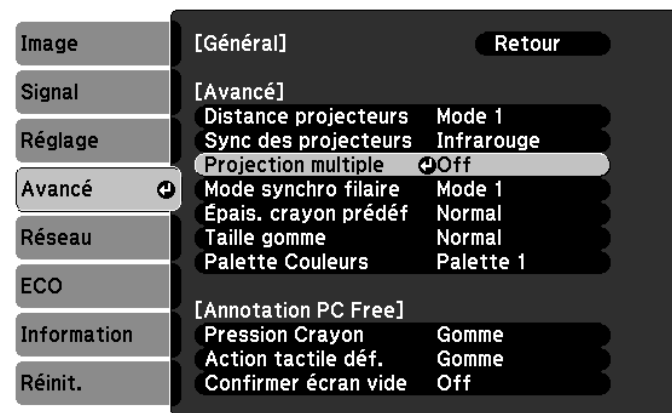 Image
Signal
Réglage
Avancé
Réseau
ECO
Information
Réinit.
[Général] Retour
[Avancé]
Distance projecteurs Mode 1
Sync des projecteurs Infrarouge
Projection multiple Off
Mode synchro filaire Mode 1
Épais. crayon prédéf Normal
Taille gomme Normal
Palette Couleurs Palette 1
[Annotation PC Free]
Pression Crayon Gomme
Action tactile déf. Gomme
Confirmer écran vide Off